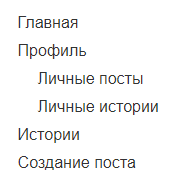 Главная
Профиль
Личные посты
Личные истории
Истории
Создание поста